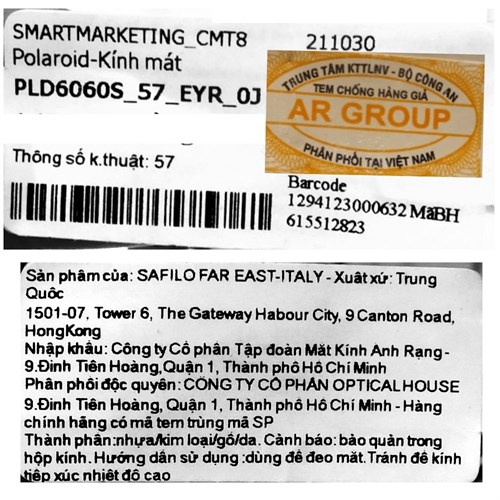 SMARTMARKETING_CMT8
211030
Polaroid-Kính mát
PLD6060S_57_EYR_0J
TRUNG TÂM KTTLNV - BỘ CÔNG AN
TEM CHỐNG HÀNG GIẢ
AR GROUP
PHÂN PHỐI TẠI VIỆT NAM
Thông số k.thuật: 57
Barcode
1294123000632 MãBH
615512823
Sản phẩm của: SAFILO FAR EAST-ITALY - Xuất xứ: Trung
Quốc
1501-07, Tower 6, The Gateway Habour City, 9 Canton Road,
HongKong
Nhập khẩu: Công ty Cổ phần Tập đoàn Mắt Kính Anh Rạng-
9.Đinh Tiên Hoàng,Quận 1, Thành phố Hồ Chí Minh
Phân phối độc quyền: CÔNG TY CỔ PHẦN OPTICALHOUSE
9.Đinh Tiên Hoàng, Quận 1, Thành phố Hồ Chí Minh - Hàng
chính hãng có mã tem trùng mã SP
Thành phần:nhựa/kim loại/gỗ/da. Cảnh báo: bảo quản trong
hộp kính. Hướng dẫn sử dụng :dùng để đeo mắt.Tránh để kính
tiếp xúc nhiệt độ cao